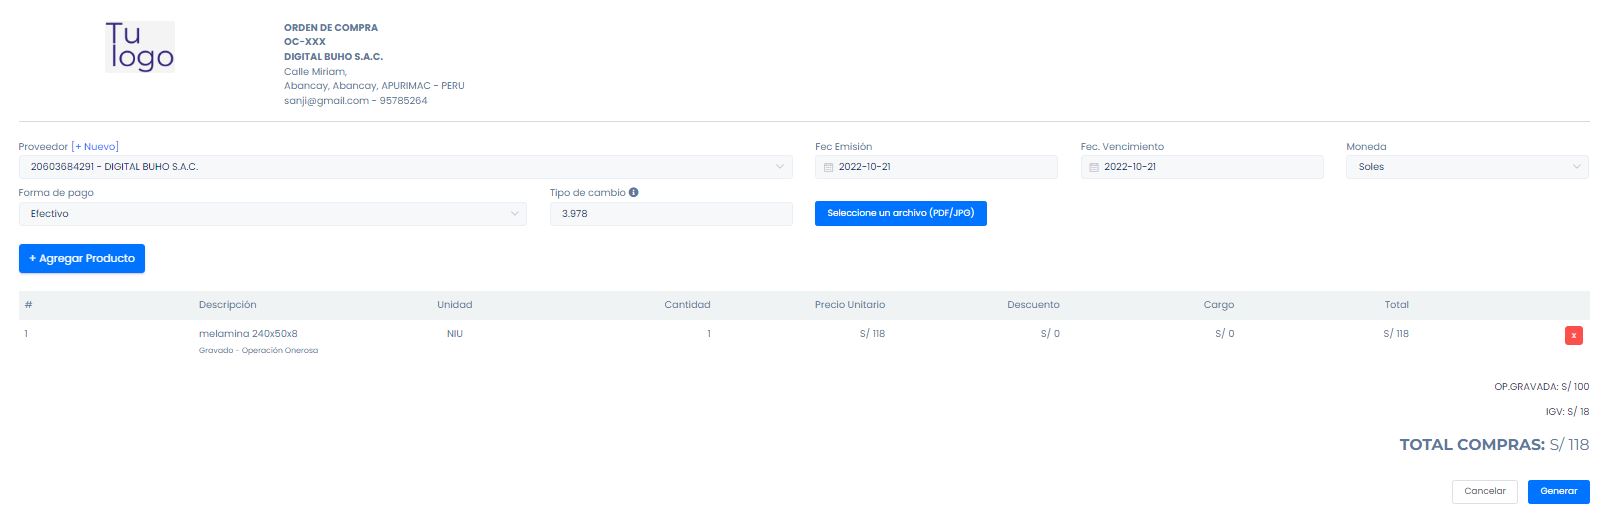 Tu
logo
ORDEN DE COMPRA
OC-XXX
DIGITAL BUHO S.A.C.
Calle Miriam,
Abancay, Abancay, APURIMAC - PERU
sanji@gmail.com - 95785264
Proveedor [+ Nuevo] Fec Emisión Fec. Vencimiento Moneda
20603684291 - DIGITAL BUHO S.A.C. 2022-10-21 2022-10-21 Soles
Forma de pago Tipo de cambio
Efectivo 3.978 Seleccione un archivo (PDF/JPG)
+ Agregar Producto
# Descripción Unidad Cantidad Precio Unitario Descuento Cargo Total
1 melamina 240x50x8 NIU 1 S/ 118 S/ 0 S/ 0 S/ 118 x
Gravado - Operación Onerosa
OP.GRAVADA: S/ 100
IGV: S/ 18
TOTAL COMPRAS: S/ 118
Cancelar Generar